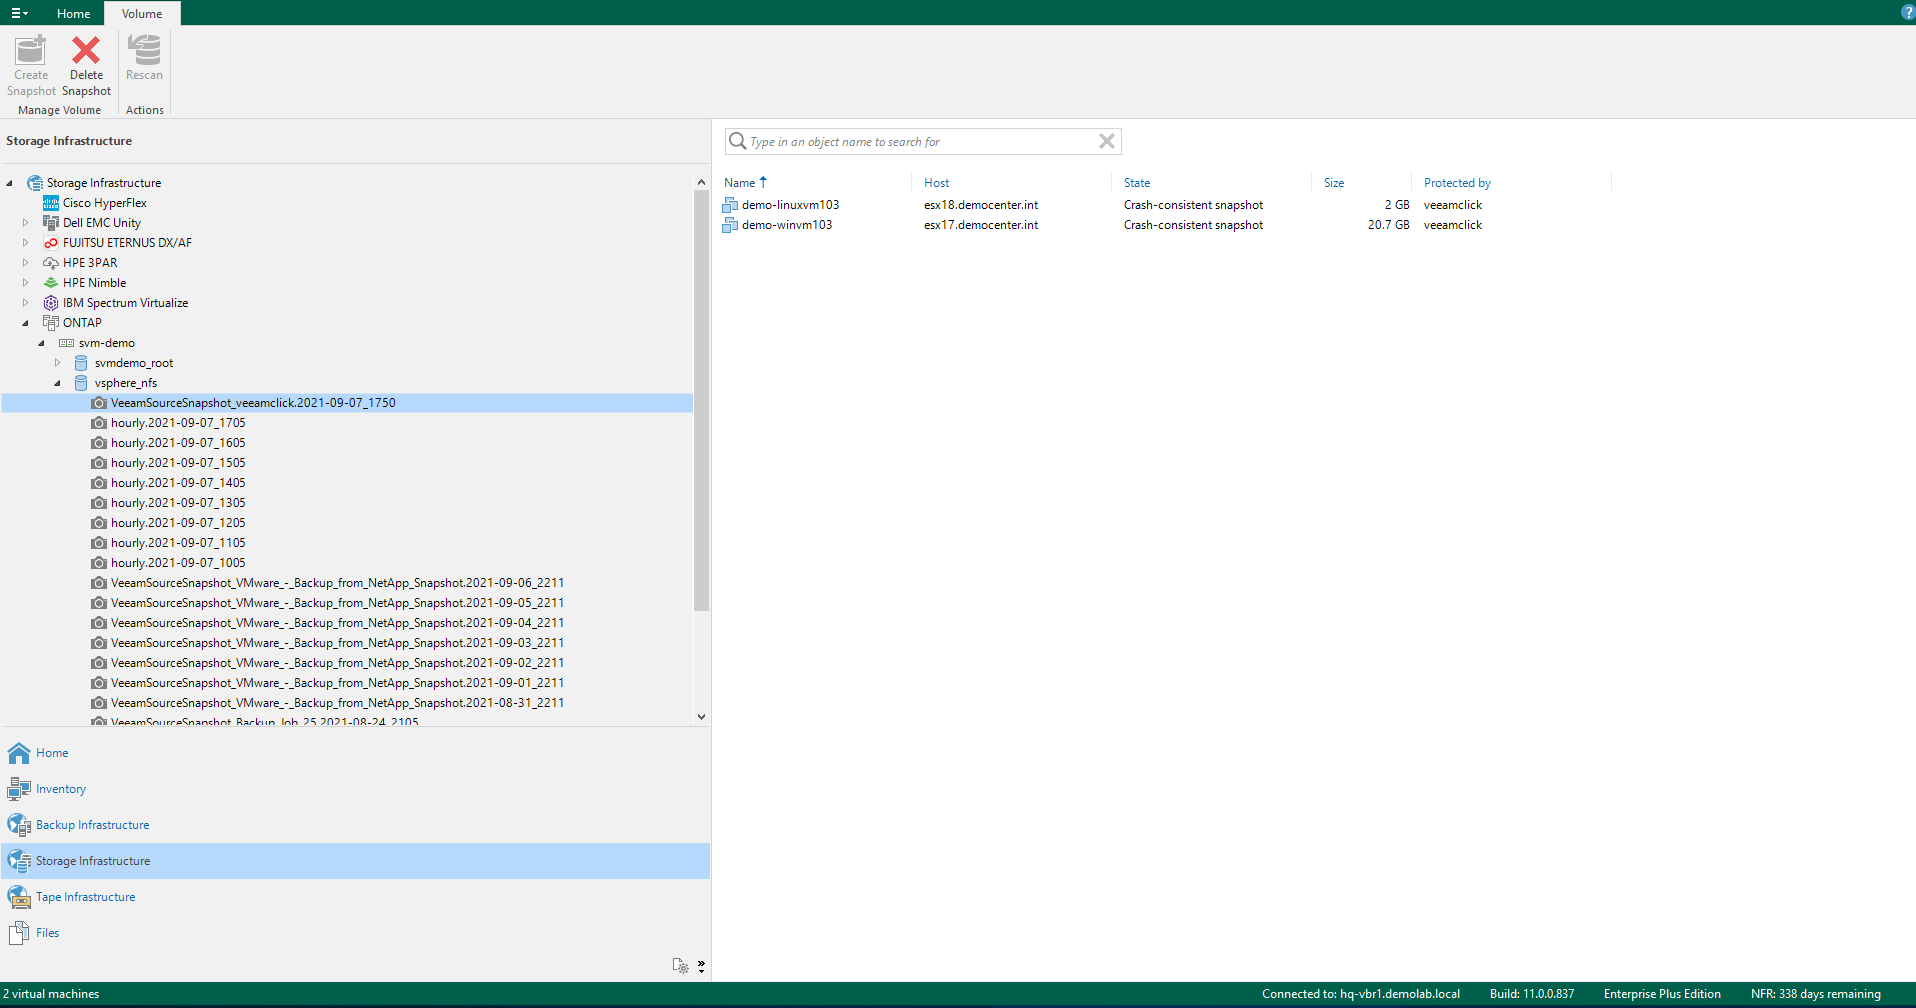 Home
Volume
Create Snapshot
Delete Snapshot
Rescan
Manage Volume
Actions
Storage Infrastructure
Type in an object name to search for
Storage Infrastructure
Cisco HyperFlex
Dell EMC Unity
FUJITSU ETERNUS DX/AF
HPE 3PAR
HPE Nimble
IBM Spectrum Virtualize
ONTAP
svm-demo
svmdemo_root
vsphere_nfs
VeeamSourceSnapshot_veeamclick.2021-09-07_1750
hourly.2021-09-07_1705
hourly.2021-09-07_1605
hourly.2021-09-07_1505
hourly.2021-09-07_1405
hourly.2021-09-07_1305
hourly.2021-09-07_1205
hourly.2021-09-07_1105
hourly.2021-09-07_1005
VeeamSourceSnapshot_VMware_-_Backup_from_NetApp_Snapshot.2021-09-06_2211
VeeamSourceSnapshot_VMware_-_Backup_from_NetApp_Snapshot.2021-09-05_2211
VeeamSourceSnapshot_VMware_-_Backup_from_NetApp_Snapshot.2021-09-04_2211
VeeamSourceSnapshot_VMware_-_Backup_from_NetApp_Snapshot.2021-09-03_2211
VeeamSourceSnapshot_VMware_-_Backup_from_NetApp_Snapshot.2021-09-02_2211
VeeamSourceSnapshot_VMware_-_Backup_from_NetApp_Snapshot.2021-09-01_2211
VeeamSourceSnapshot_VMware_-_Backup_from_NetApp_Snapshot.2021-08-31_2211
VeeamSourceSnapshot_Backup_Job_25.2021-08-24_2105
Name Host State Size Protected by
demo-linuxvm103 esx18.democenter.int Crash-consistent snapshot 2 GB veeamclick
demo-winvm103 esx17.democenter.int Crash-consistent snapshot 20.7 GB veeamclick
Home
Inventory
Backup Infrastructure
Storage Infrastructure
Tape Infrastructure
Files
2 virtual machines
Connected to: hq-vbr1.demolab.local
Build: 11.0.0.837
Enterprise Plus Edition
NFR: 338 days remaining